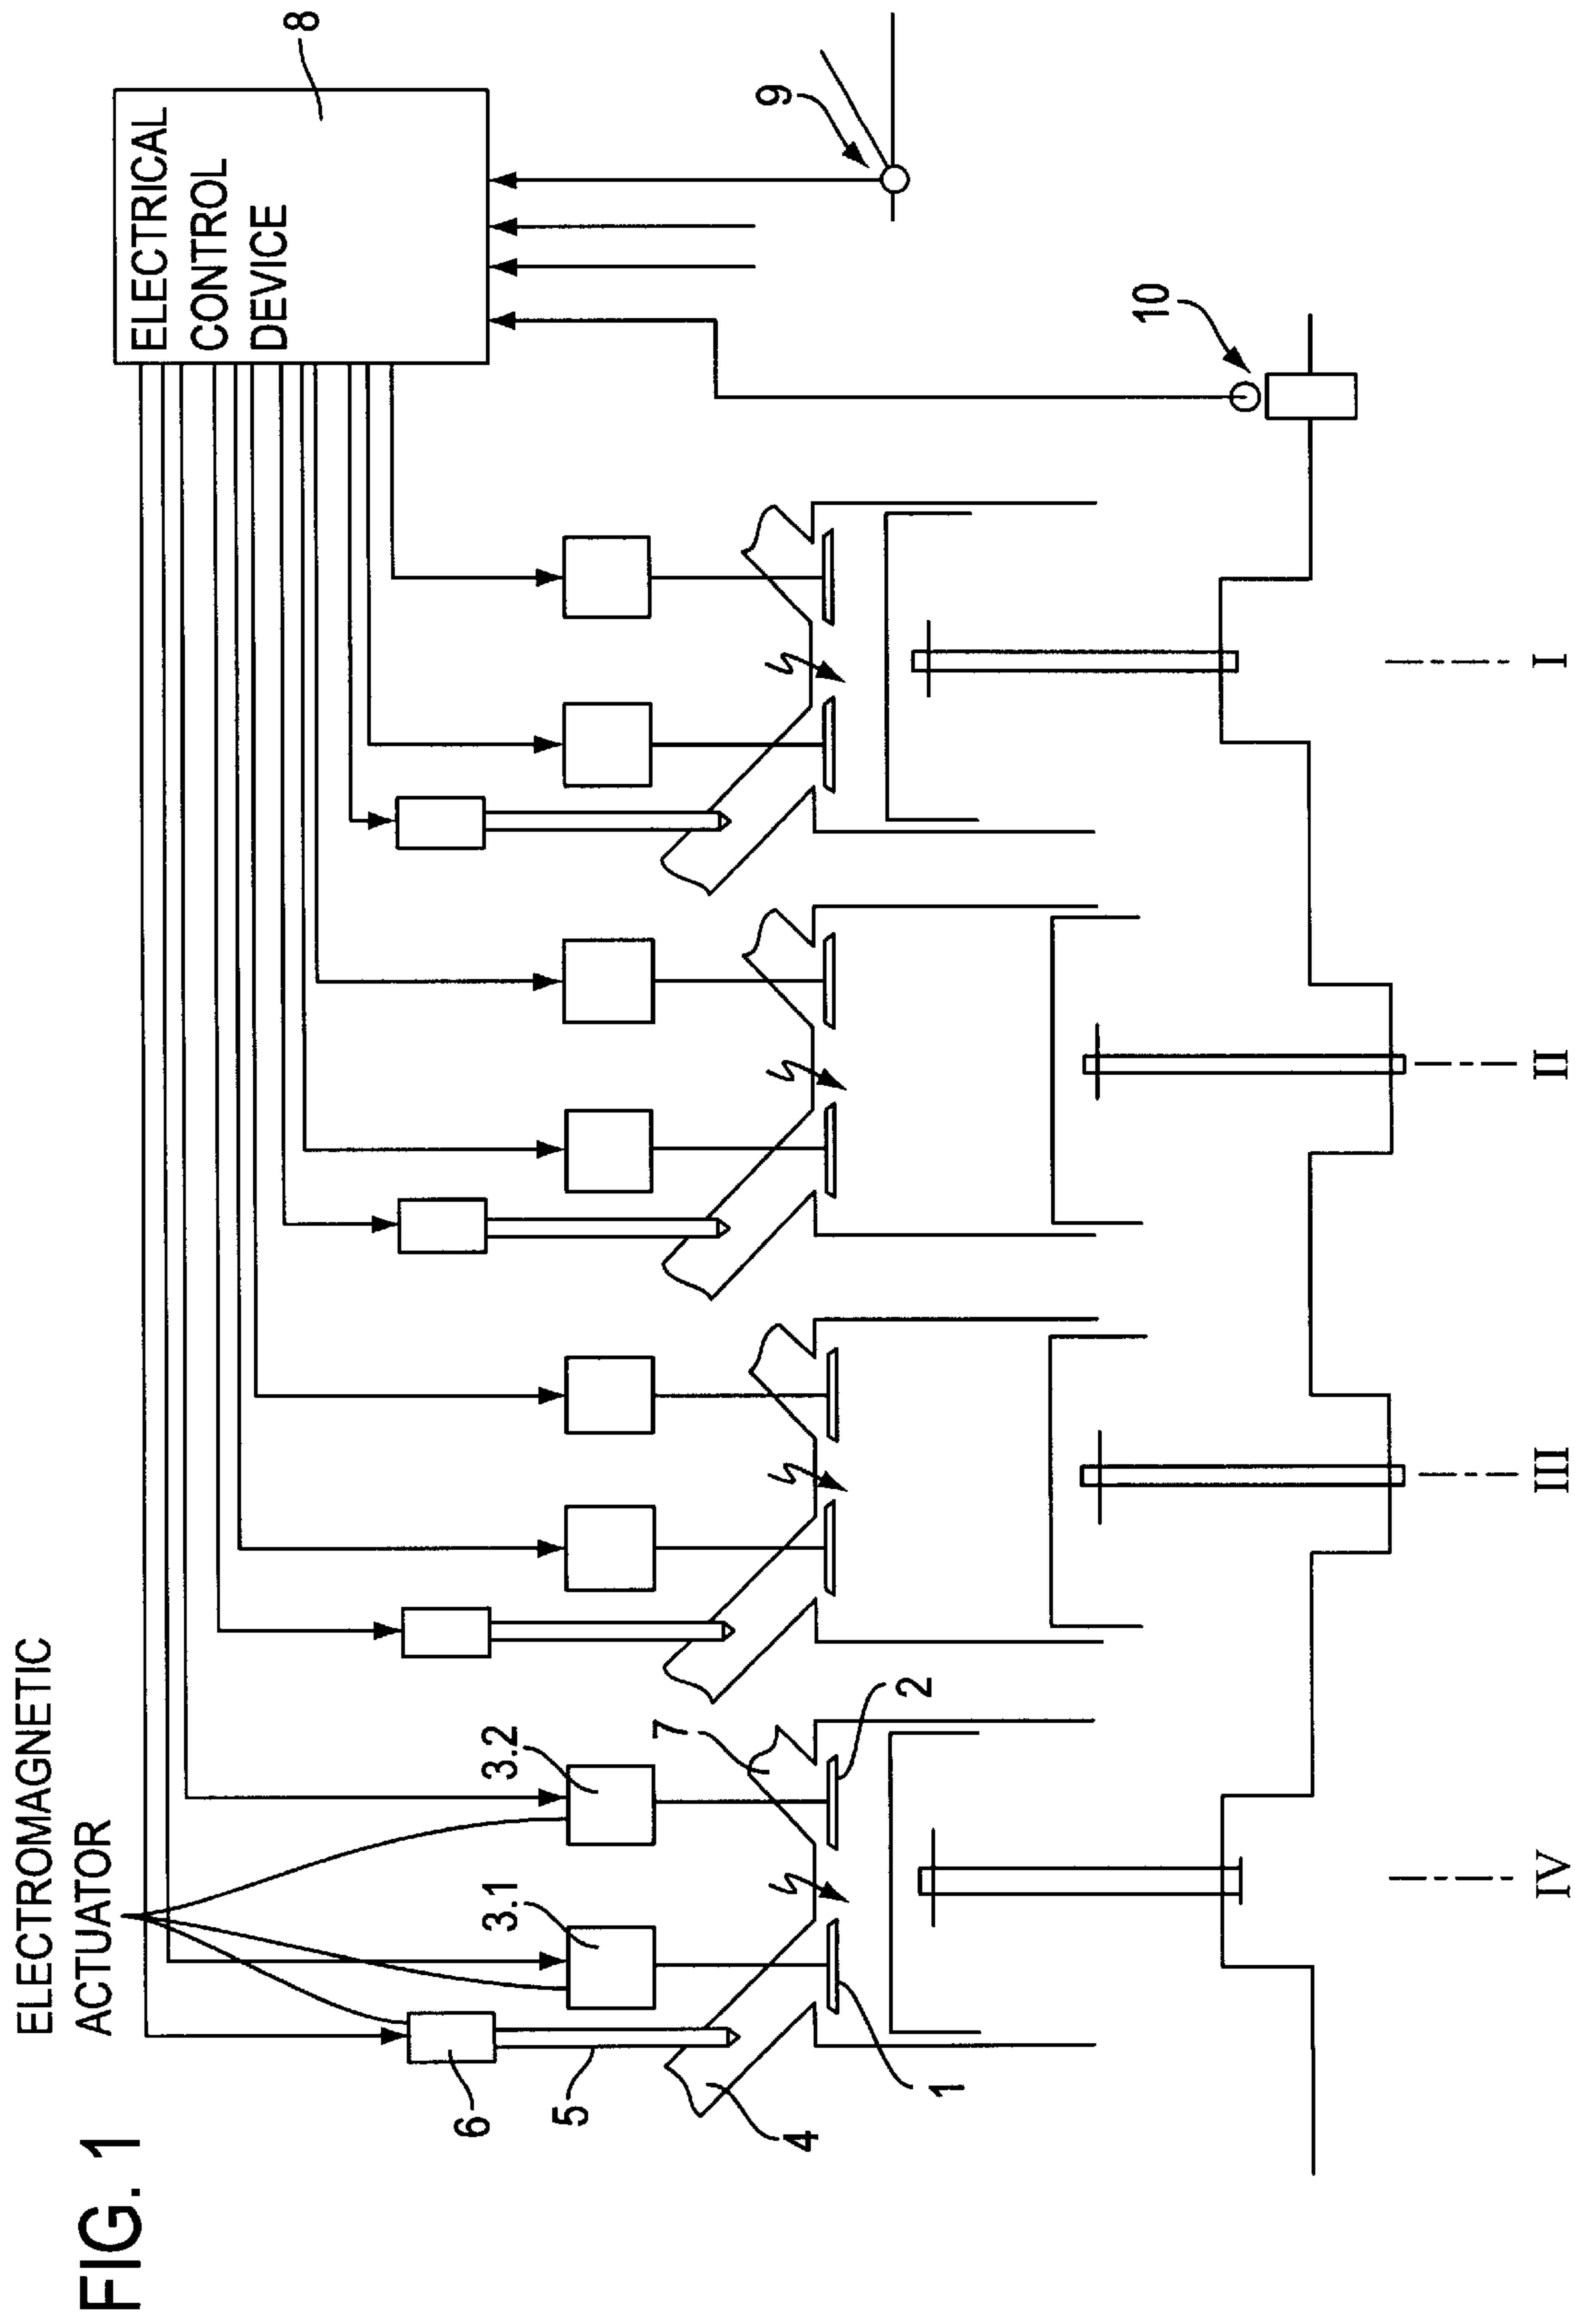 FIG. 1
ELECTROMAGNETIC
ACTUATOR
ELECTRICAL
CONTROL
DEVICE
8
6
5
3.1
3.2
7
4
1
2
9
10
IV
III
II
I